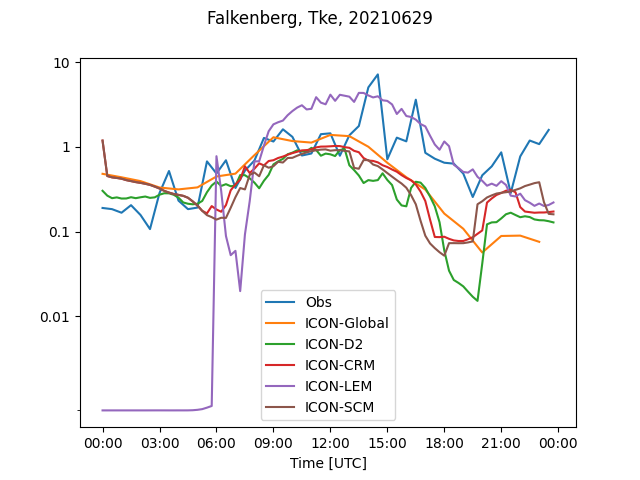 Falkenberg, Tke, 20210629
10
1
0.1
0.01
Obs
ICON-Global
ICON-D2
ICON-CRM
ICON-LEM
ICON-SCM
00:00 03:00 06:00 09:00 12:00 15:00 18:00 21:00 00:00
Time [UTC]